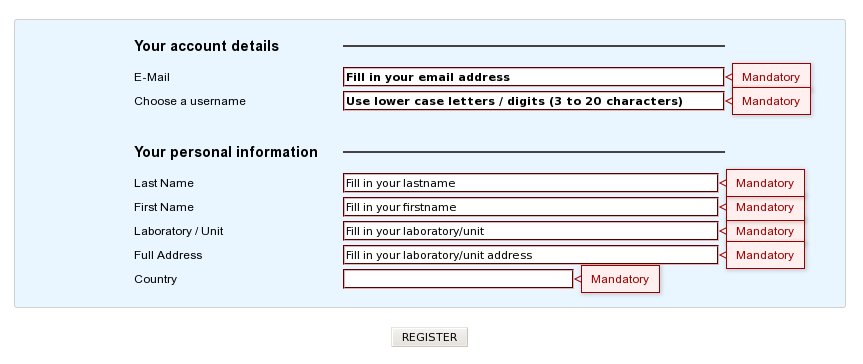 Your account details
E-Mail Fill in your email address Mandatory
Choose a username Use lower case letters / digits (3 to 20 characters) Mandatory
Your personal information
Last Name Fill in your lastname Mandatory
First Name Fill in your firstname Mandatory
Laboratory / Unit Fill in your laboratory/unit Mandatory
Full Address Fill in your laboratory/unit address Mandatory
Country Mandatory
REGISTER